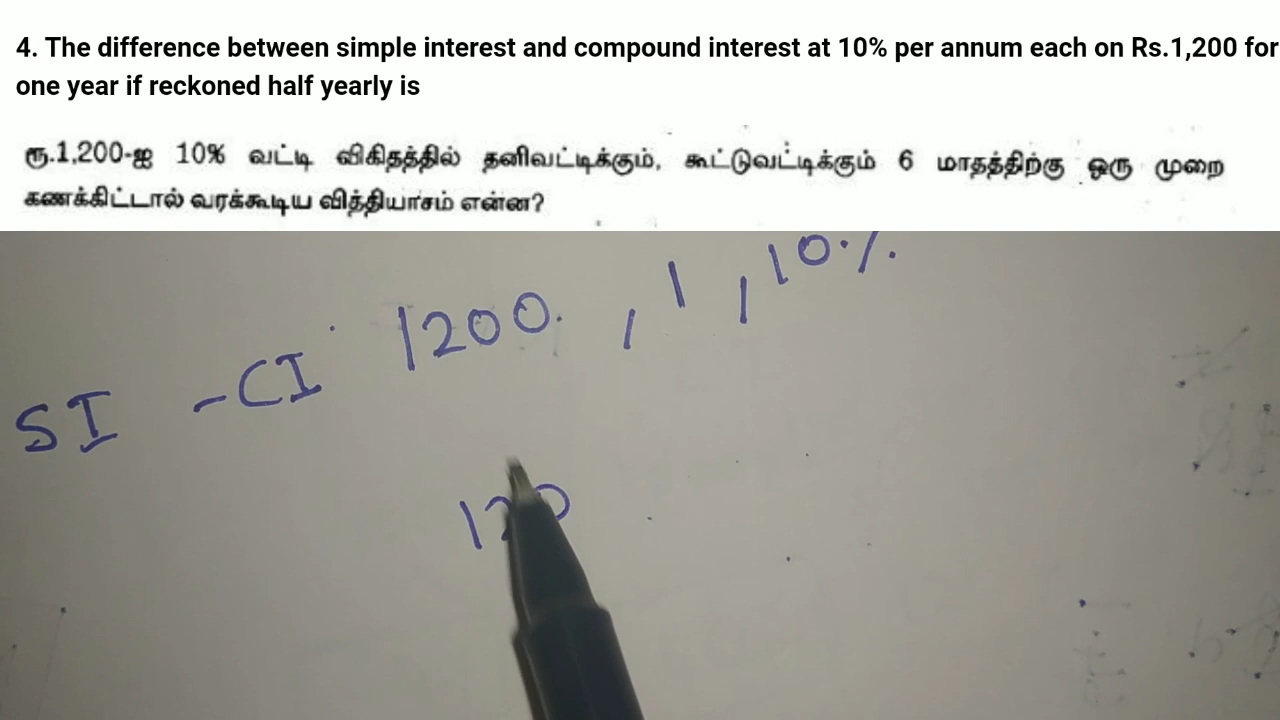 4. The difference between simple interest and compound interest at 10% per annum each on Rs.1,200 for
one year if reckoned half yearly is
ரூ.1,200-ஐ 10% வட்டி விகிதத்தில் தனிவட்டிக்கும், கூட்டுவட்டிக்கும் 6 மாதத்திற்கு ஒரு முறை
கணக்கிட்டால் வரக்கூடிய வித்தியாசம் என்ன?
SI - CI 1200 , 1 , 10%
120